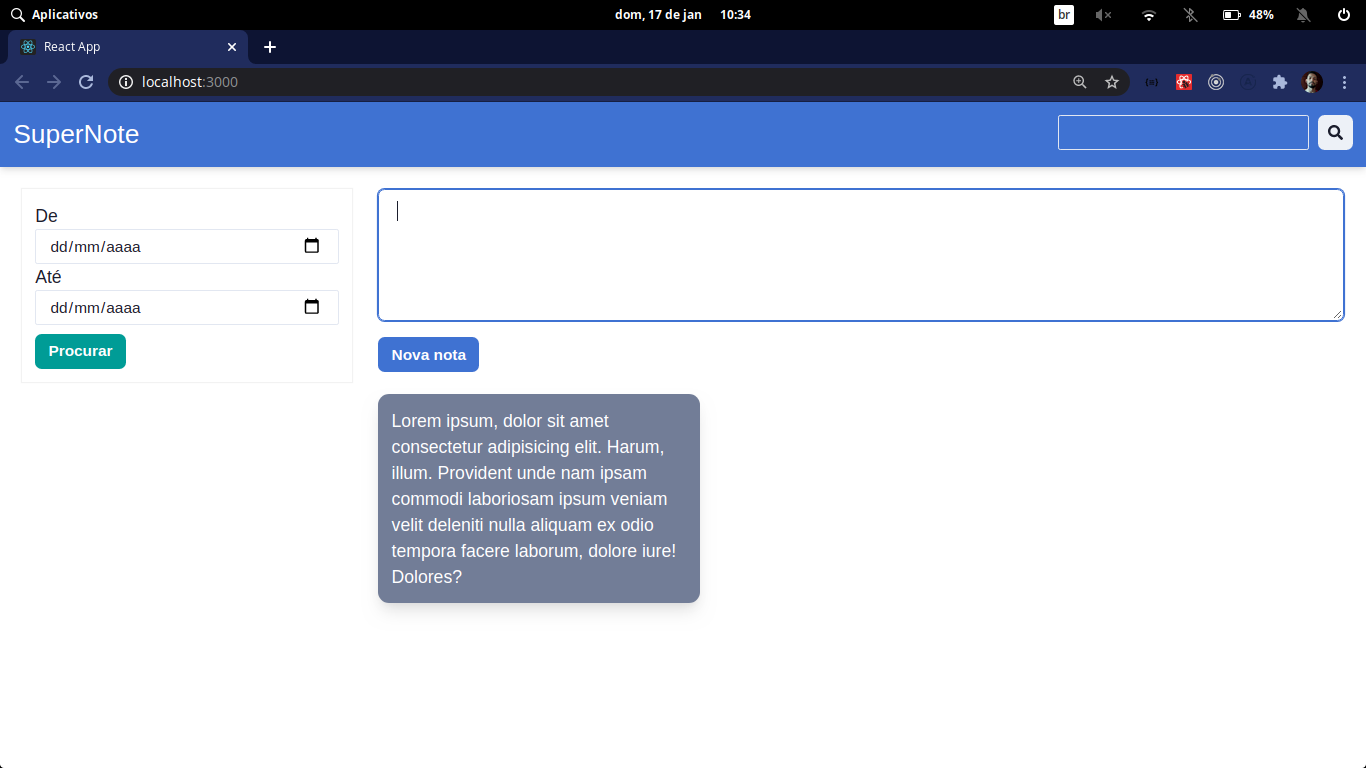 Aplicativos
dom, 17 de jan 10:34
br
48%
React App
localhost:3000
SuperNote
De
dd/mm/aaaa
Até
dd/mm/aaaa
Procurar
Nova nota
Lorem ipsum, dolor sit amet
consectetur adipisicing elit. Harum,
illum. Provident unde nam ipsam
commodi laboriosam ipsum veniam
velit deleniti nulla aliquam ex odio
tempora facere laborum, dolore iure!
Dolores?